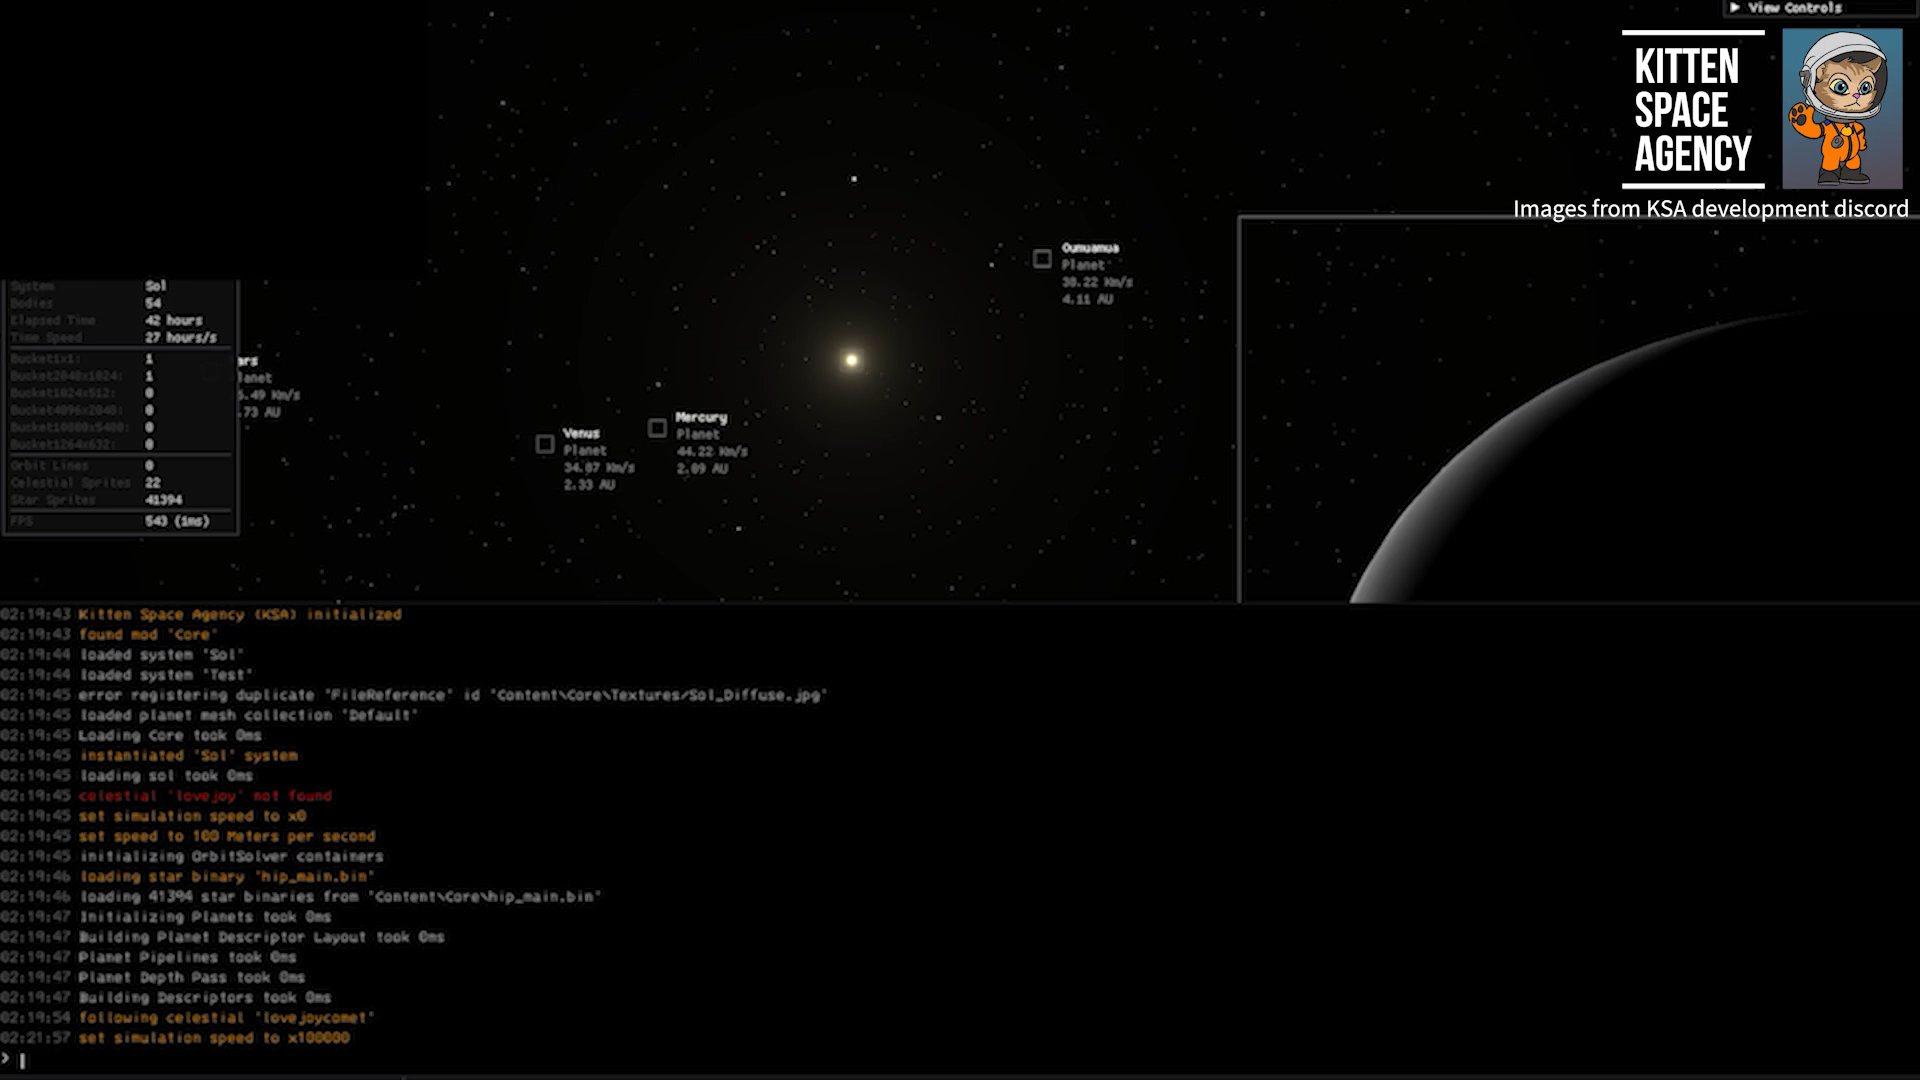 View Controls
KITTEN
SPACE
AGENCY
Images from KSA development discord
Oumuamua
Planet
30.22 Km/s
4.11 AU
System Sol
Bodies 54
Elapsed Time 42 hours
Time Speed 27 hours/s
Bucket1x1: 1
Bucket2048x1024: 1
Bucket1024x512: 0
Bucket4096x2048: 0
Bucket10800x5400: 0
Bucket1264x632: 0
Orbit Lines 0
Celestial Sprites 22
Star Sprites 41394
FPS 543 (1ms)
ars
lanet
.49 Km/s
.73 AU
Venus
Planet
34.87 Km/s
2.33 AU
Mercury
Planet
44.22 Km/s
2.09 AU
02:19:43 Kitten Space Agency (KSA) initialized
02:19:43 found mod 'Core'
02:19:44 loaded system 'Sol'
02:19:44 loaded system 'Test'
02:19:45 error registering duplicate 'FileReference' id 'Content\Core\Textures/Sol_Diffuse.jpg'
02:19:45 loaded planet mesh collection 'Default'
02:19:45 Loading Core took 0ms
02:19:45 instantiated 'Sol' system
02:19:45 loading sol took 0ms
02:19:45 celestial 'lovejoy' not found
02:19:45 set simulation speed to x0
02:19:45 set speed to 100 Meters per second
02:19:45 initializing OrbitSolver containers
02:19:46 loading star binary 'hip_main.bin'
02:19:46 loading 41394 star binaries from 'Content\Core\hip_main.bin'
02:19:47 Initializing Planets took 0ms
02:19:47 Building Planet Descriptor Layout took 0ms
02:19:47 Planet Pipelines took 0ms
02:19:47 Planet Depth Pass took 0ms
02:19:47 Building Descriptors took 0ms
02:19:54 following celestial 'lovejoycomet'
02:21:57 set simulation speed to x100000
>